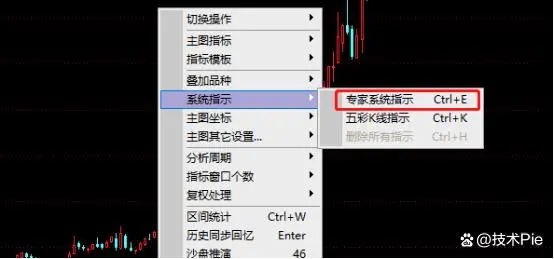 切换操作
主图指标
指标模板
叠加品种
系统指示
主图坐标
主图其它设置...
分析周期
指标窗口个数
复权处理
区间统计 Ctrl+W
历史同步回忆 Enter
沙盘推演 46
专家系统指示 Ctrl+E
五彩K线指示 Ctrl+K
删除所有指示 Ctrl+H
@技术Pie